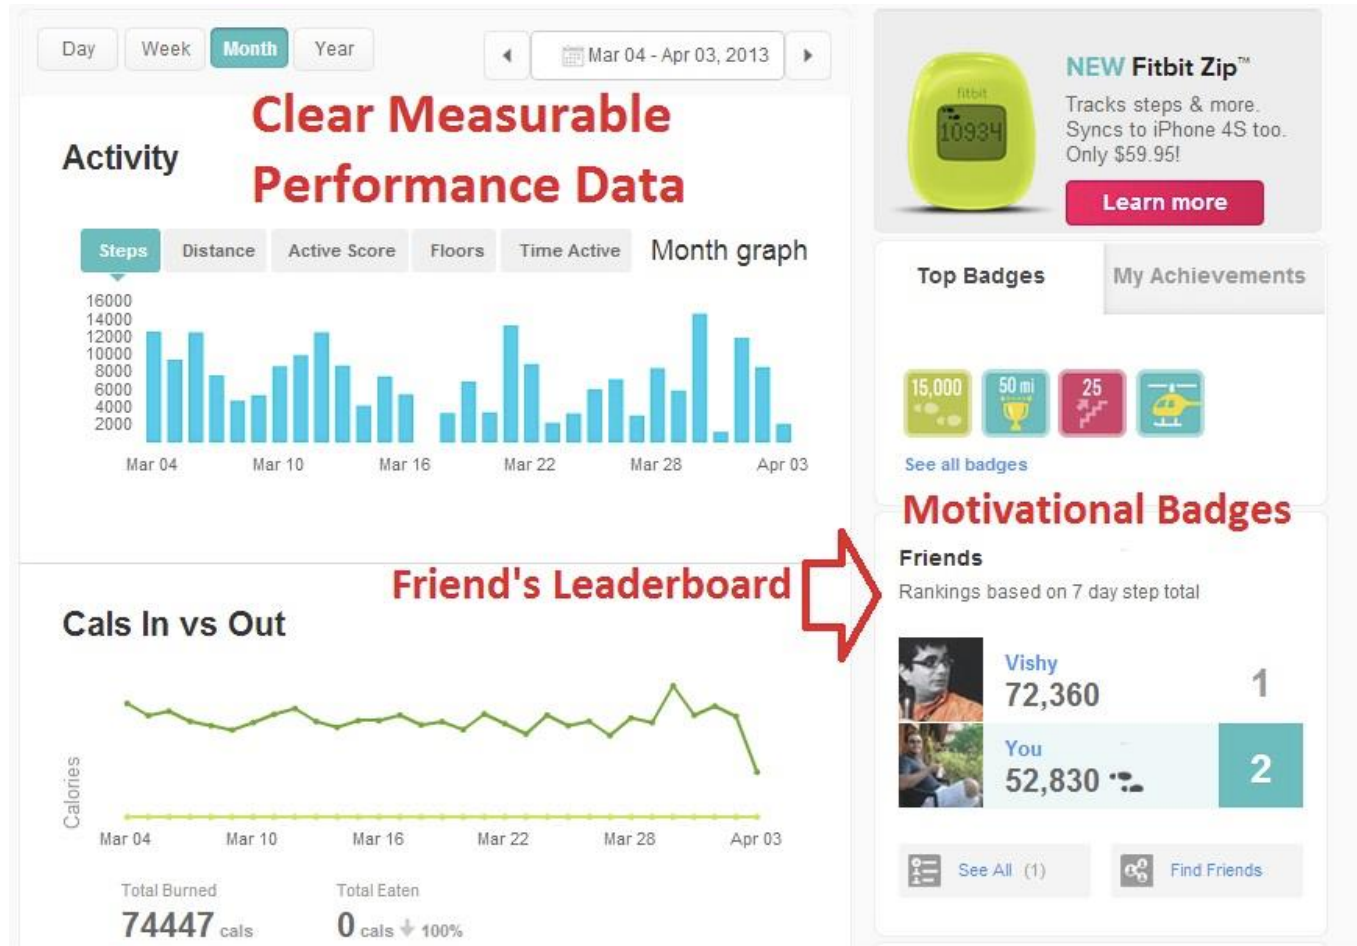 Day Week Month Year
Mar 04 - Apr 03, 2013
Clear Measurable
Performance Data
Activity
Steps Distance Active Score Floors Time Active Month graph
16000
14000
12000
10000
8000
6000
4000
2000
Mar 04 Mar 10 Mar 16 Mar 22 Mar 28 Apr 03
Friend's Leaderboard
Cals In vs Out
Calories
Mar 04 Mar 10 Mar 16 Mar 22 Mar 28 Apr 03
Total Burned Total Eaten
74447 cals 0 cals 100%
fitbit
10934
NEW Fitbit Zip™
Tracks steps & more.
Syncs to iPhone 4S too.
Only $59.95!
Learn more
Top Badges My Achievements
15,000 50 mi 25
See all badges
Motivational Badges
Friends
Rankings based on 7 day step total
Vishy
72,360 1
You
52,830 2
See All (1) Find Friends